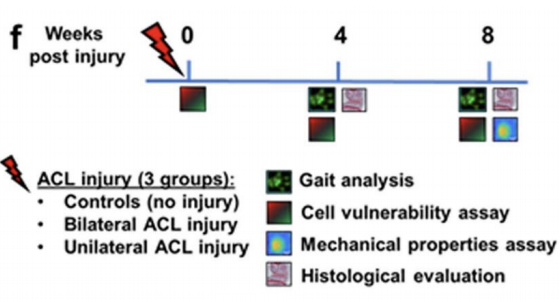 f
Weeks
post injury
0
4
8
ACL injury (3 groups):
• Controls (no injury)
• Bilateral ACL injury
• Unilateral ACL injury
Gait analysis
Cell vulnerability assay
Mechanical properties assay
Histological evaluation